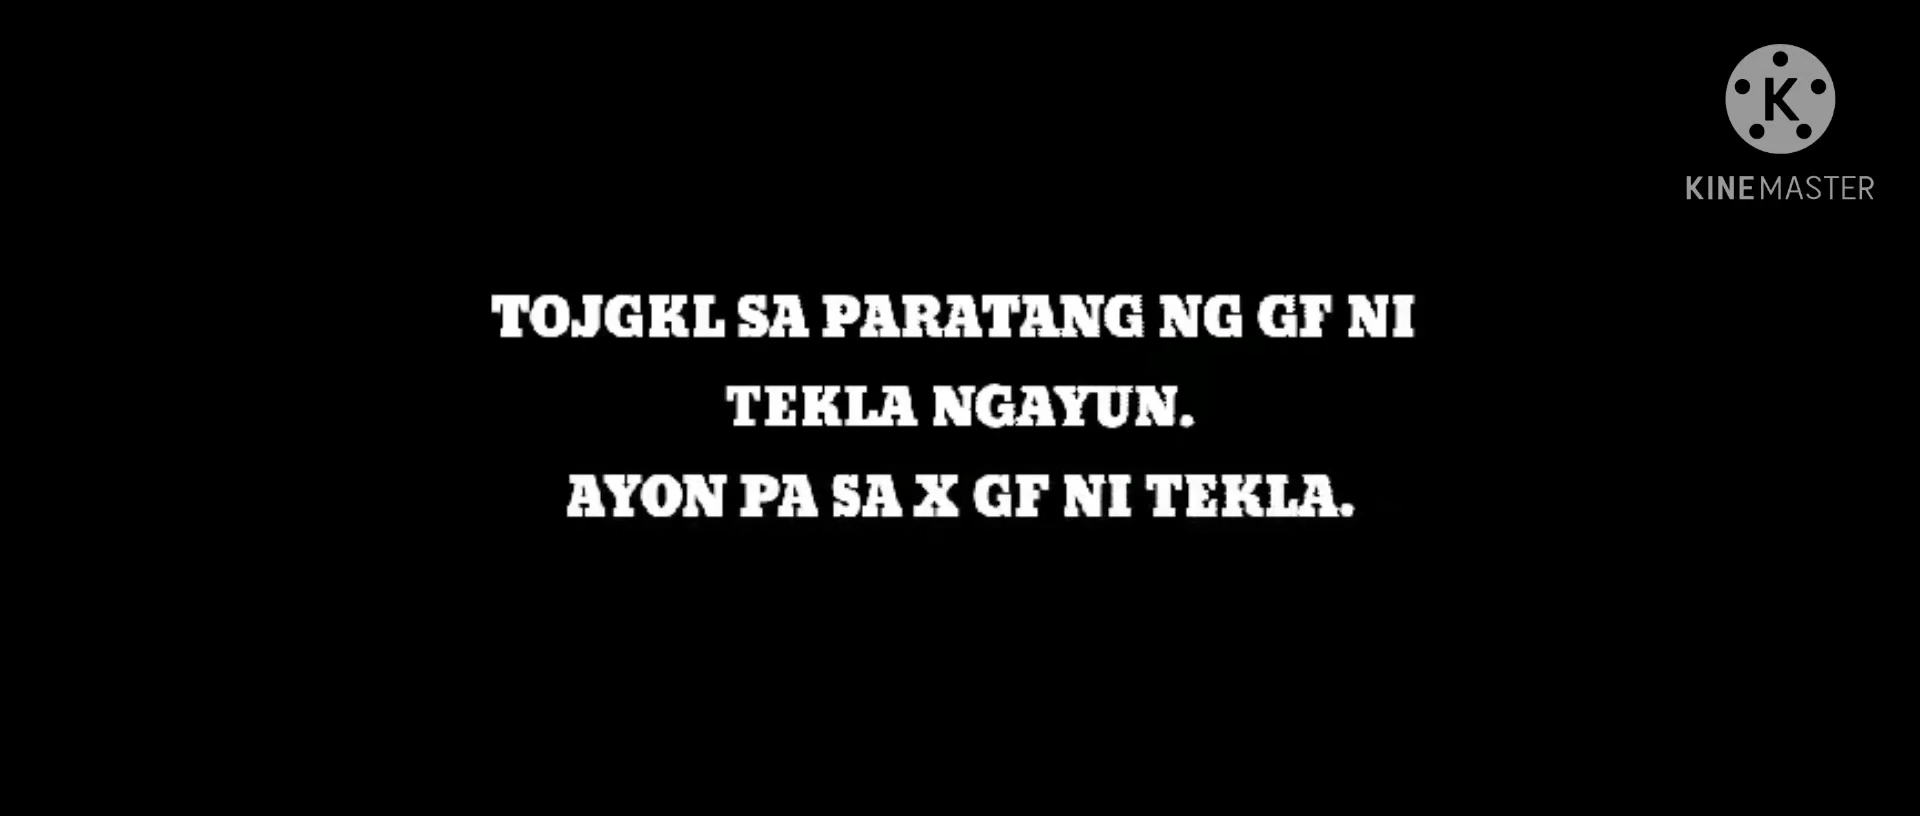 KINEMASTER
TOJGKL SA PARATANG NG GF NI
TEKLA NGAYUN.
AYON PA SA X GF NI TEKLA.